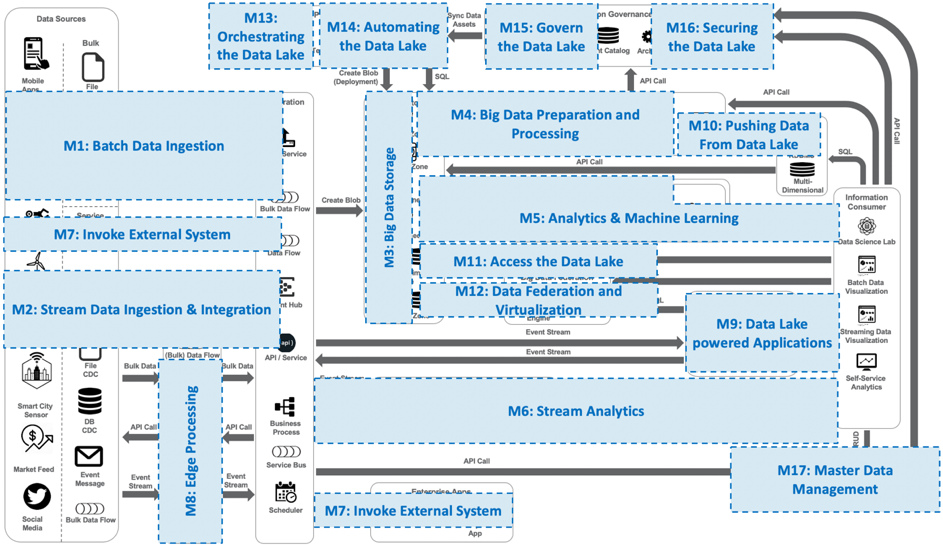 Data Sources
Bulk
Mobile
Apps
File
M13:
Orchestrating
the Data Lake
M14: Automating
the Data Lake
Sync Data
Assets
M15: Govern
the Data Lake
on Governance
t Catalog
M16: Securing
the Data Lake
Create Blob
(Deployment)
SQL
API Call
API Call
API Call
M1: Batch Data Ingestion
ration
Service
Bulk Data Flow
Create Blob
M3: Big Data Storage
Zone
M4: Big Data Preparation and
Processing
M10: Pushing Data
From Data Lake
SQL
API Call
Multi-
Dimensional
Service
M7: Invoke External System
Data Flow
M5: Analytics & Machine Learning
Information
Consumer
Data Science Lab
M11: Access the Data Lake
Batch Data
Visualization
M2: Stream Data Ingestion & Integration
nt Hub
M12: Data Federation and
Virtualization
Engine
M9: Data Lake
powered Applications
Streaming Data
Visualization
api
API / Service
Event Stream
Event Stream
(Bulk) Data Flow
File
CDC
Bulk Data
Bulk Data
Self-Service
Analytics
Smart City
Sensor
DB
CDC
M8: Edge Processing
Business
Process
M6: Stream Analytics
API Call
API Call
Market Feed
Event
Message
Service Bus
API Call
RUD
M17: Master Data
Management
Event
Stream
Event
Stream
Scheduler
Social
Media
Bulk Data Flow
Enterprise Apps
M7: Invoke External System
App